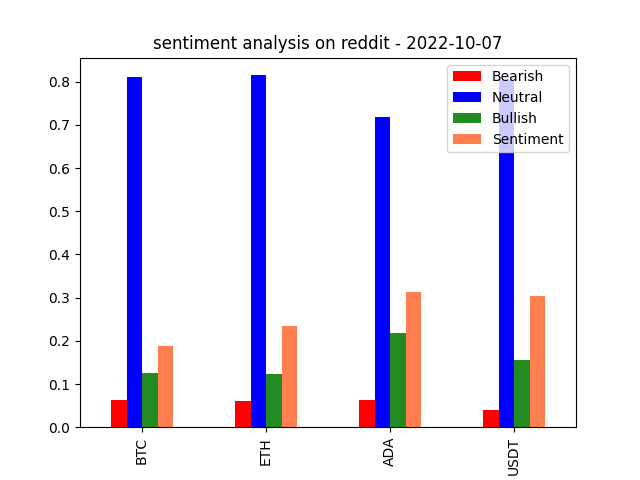 sentiment analysis on reddit - 2022-10-07
Bearish
Neutral
Bullish
Sentiment
0.8
0.7
0.6
0.5
0.4
0.3
0.2
0.1
0.0
BTC
ETH
ADA
USDT